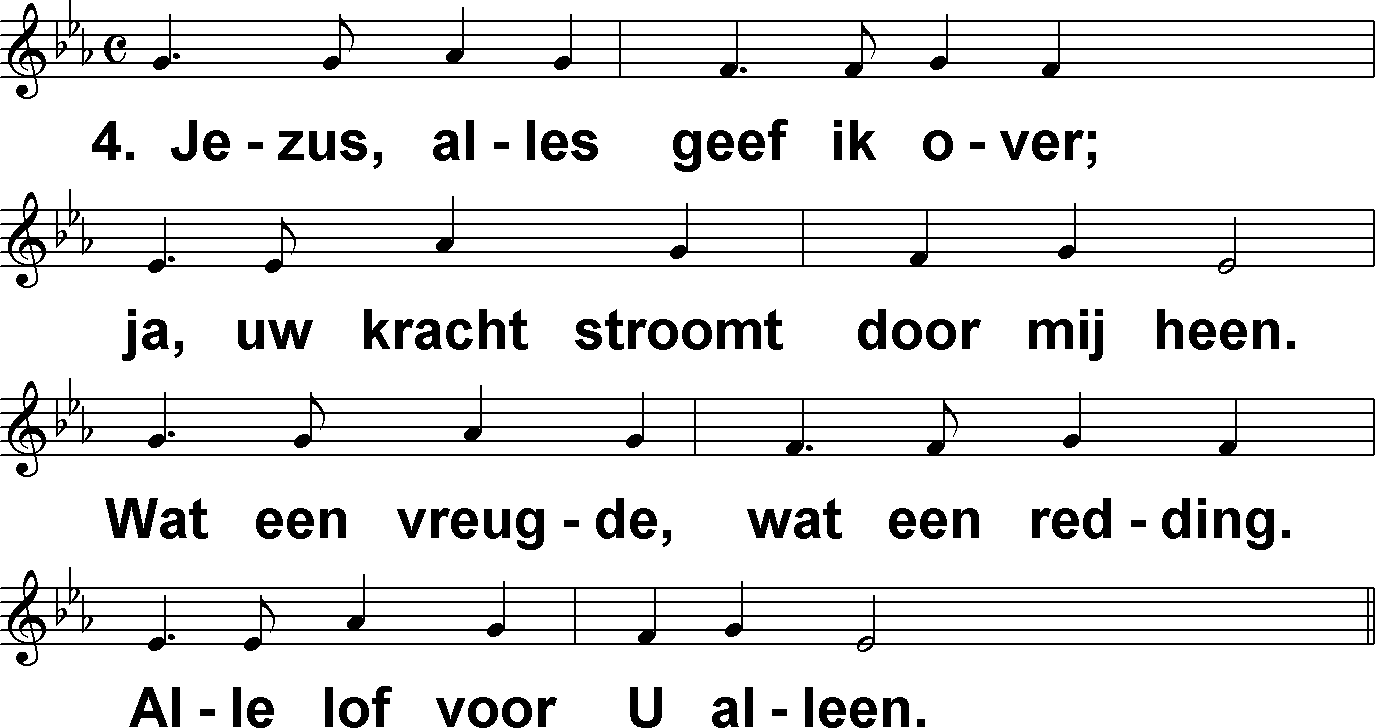 4. Je - zus, al - les geef ik o - ver;
ja, uw kracht stroomt door mij heen.
Wat een vreug - de, wat een red - ding.
Al - le lof voor U al - leen.